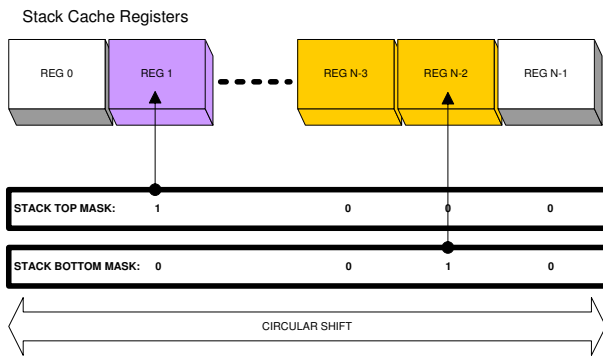 Stack Cache Registers
REG 0 REG 1 REG N-3 REG N-2 REG N-1
STACK TOP MASK: 1 0 0 0
STACK BOTTOM MASK: 0 0 1 0
CIRCULAR SHIFT